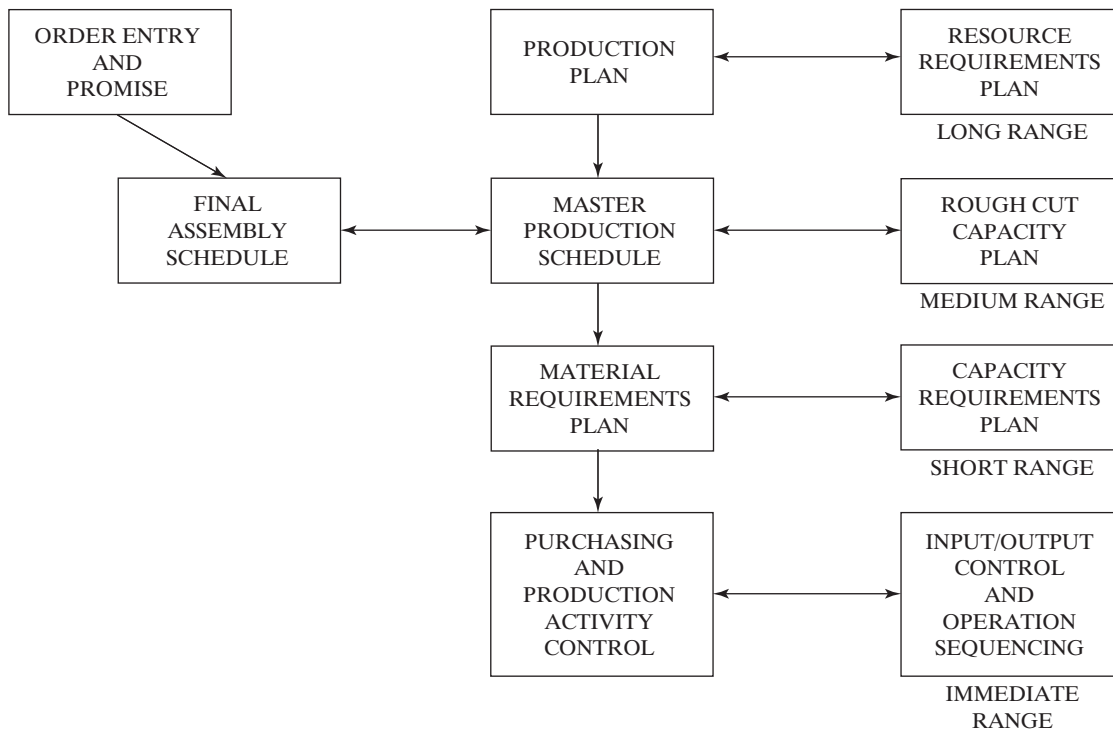 ORDER ENTRY
AND
PROMISE
PRODUCTION
PLAN
RESOURCE
REQUIREMENTS
PLAN
LONG RANGE
FINAL
ASSEMBLY
SCHEDULE
MASTER
PRODUCTION
SCHEDULE
ROUGH CUT
CAPACITY
PLAN
MEDIUM RANGE
MATERIAL
REQUIREMENTS
PLAN
CAPACITY
REQUIREMENTS
PLAN
SHORT RANGE
PURCHASING
AND
PRODUCTION
ACTIVITY
CONTROL
INPUT/OUTPUT
CONTROL
AND
OPERATION
SEQUENCING
IMMEDIATE
RANGE